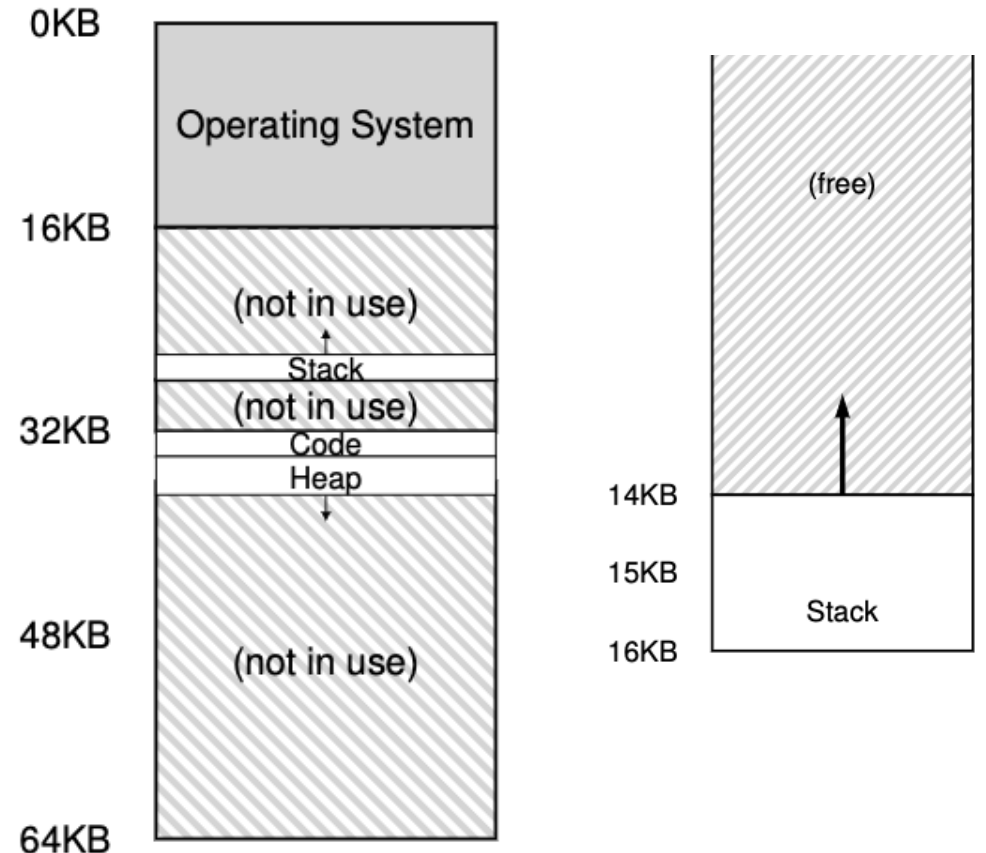 0KB
Operating System
16KB
(not in use)
Stack
(not in use)
32KB
Code
Heap
48KB
(not in use)
64KB
(free)
14KB
15KB
Stack
16KB